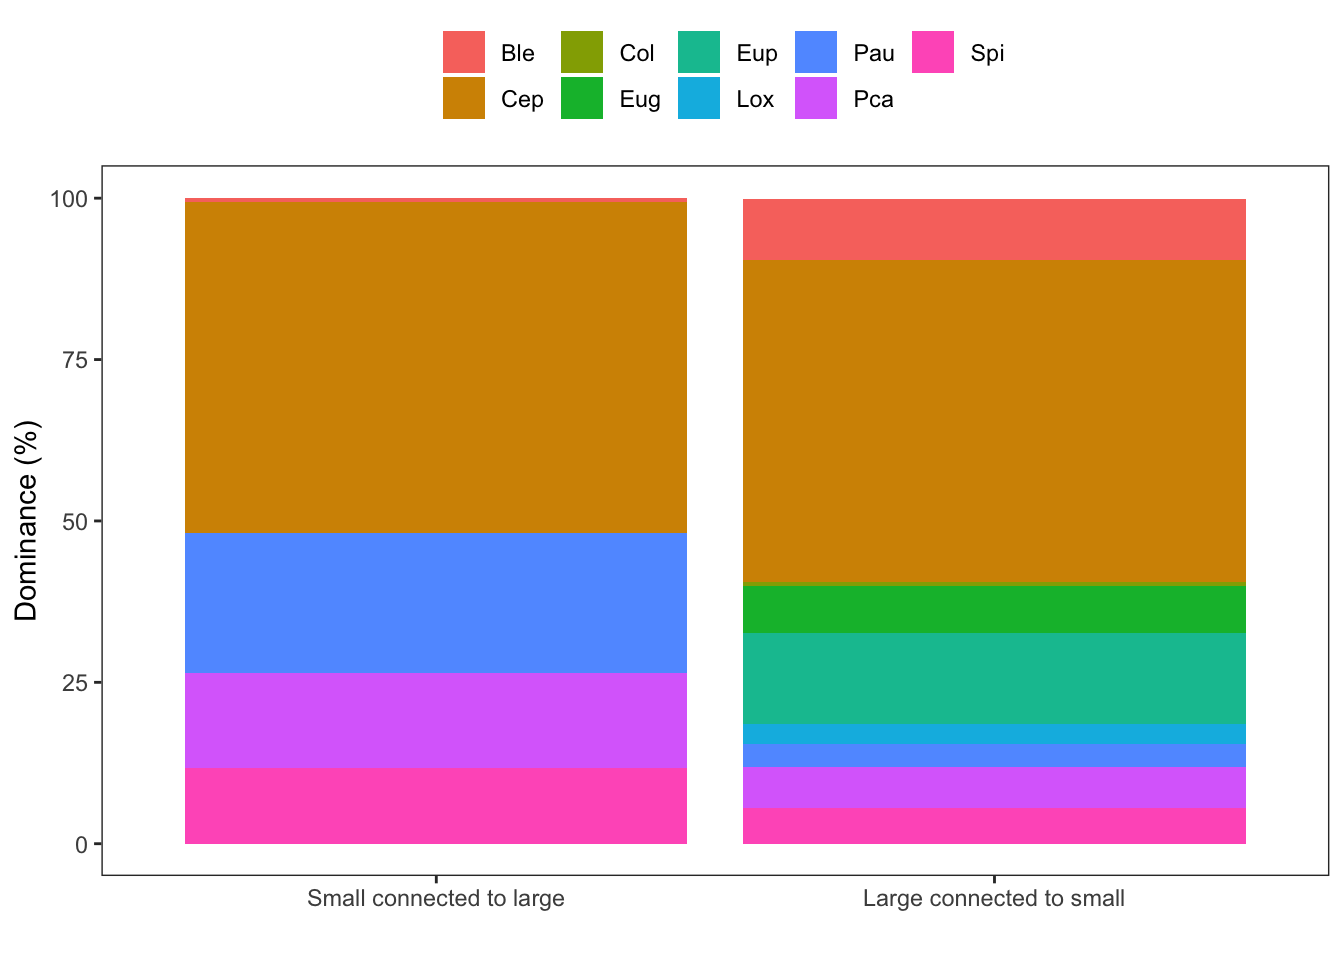 Ble Col Eup Pau Spi
Cep Eug Lox Pca
Dominance (%)
100
75
50
25
0
Small connected to large Large connected to small